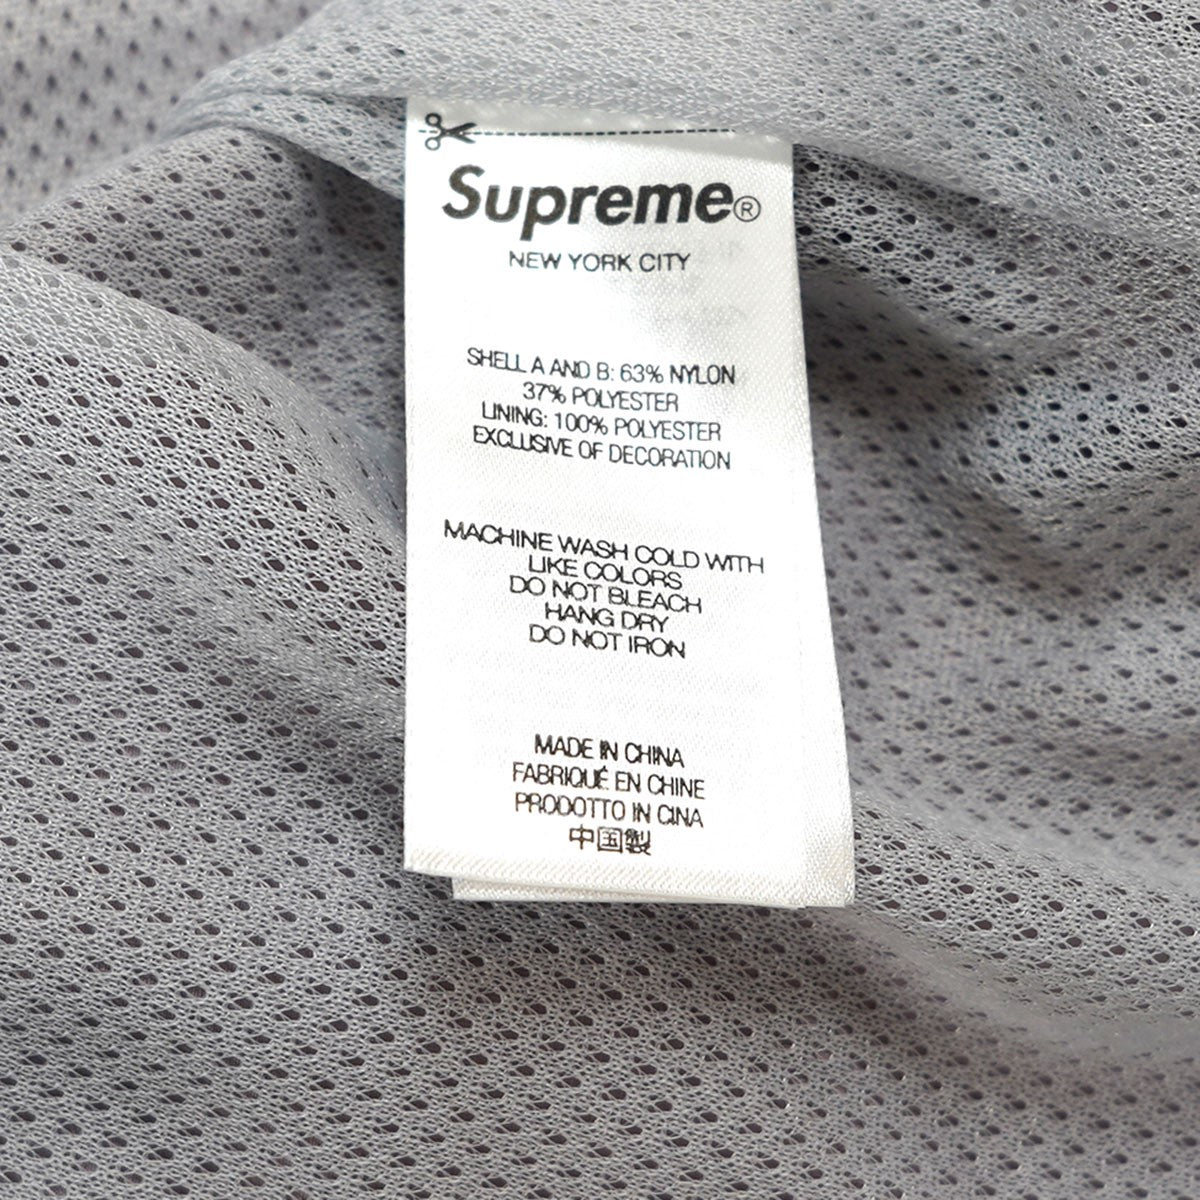 Supreme®
NEW YORK CITY
SHELL A AND B: 63% NYLON
37% POLYESTER
LINING: 100% POLYESTER
EXCLUSIVE OF DECORATION
MACHINE WASH COLD WITH
LIKE COLORS
DO NOT BLEACH
HANG DRY
DO NOT IRON
MADE IN CHINA
FABRIQUÉ EN CHINE
PRODOTTO IN CINA
中国製